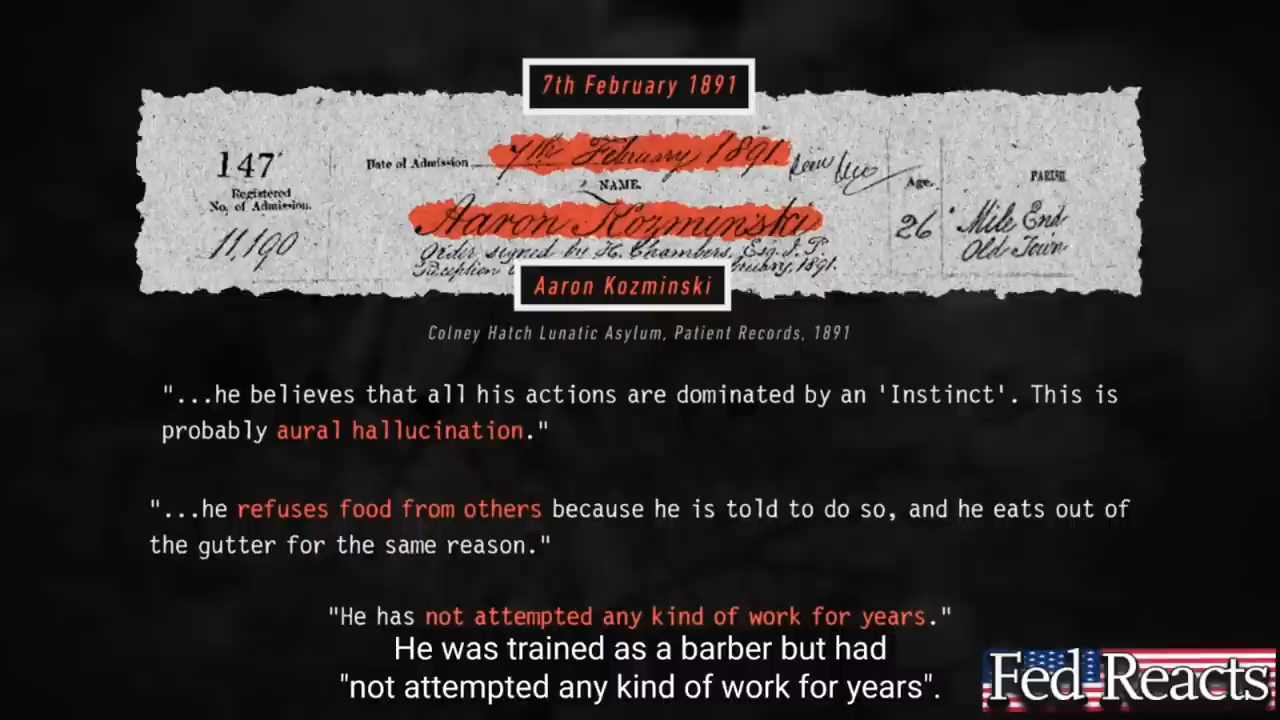 7th February 1891
147
Date of Admission 7th February 1891
Age.
PARISH
Registered
No. of Admission.
NAME.
Aaron Kozminski
26
Mile End
Old Town
11,190
Order signed by H. Chambers, Esq. J. P.
Reception
bruary, 1891.
Aaron Kozminski
Colney Hatch Lunatic Asylum, Patient Records, 1891
"...he believes that all his actions are dominated by an 'Instinct'. This is
probably aural hallucination."
"...he refuses food from others because he is told to do so, and he eats out of
the gutter for the same reason."
"He has not attempted any kind of work for years."
He was trained as a barber but had
"not attempted any kind of work for years".
Fed Reacts